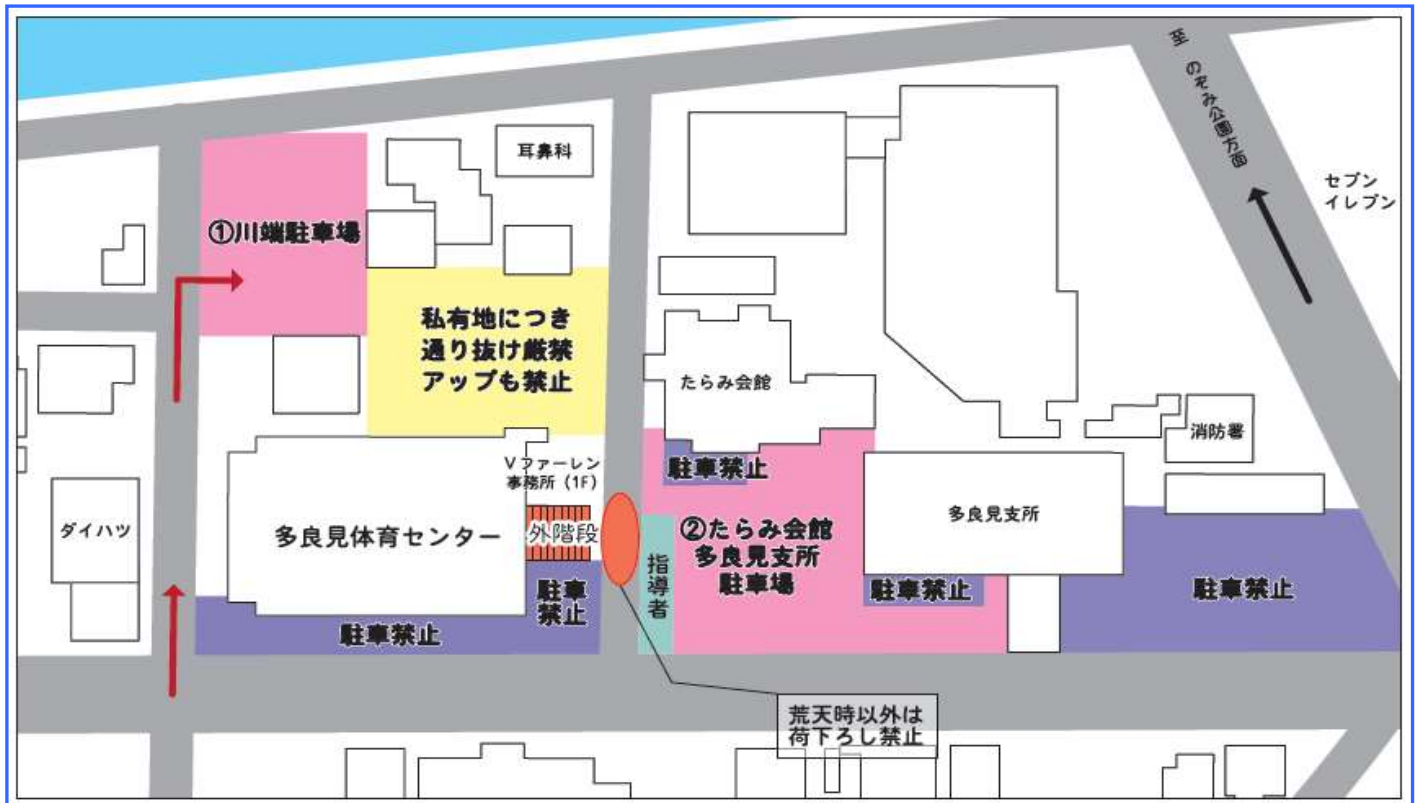 至 のぞみ公園方面
耳鼻科
セブン
イレブン
①川端駐車場
私有地につき
通り抜け厳禁
アップも禁止
たらみ会館
消防署
Vファーレン
事務所（1F）
駐車禁止
ダイハツ
多良見体育センター
外階段
②たらみ会館
多良見支所
駐車場
多良見支所
指導者
駐車
禁止
駐車禁止
駐車禁止
駐車禁止
荒天時以外は
荷下ろし禁止